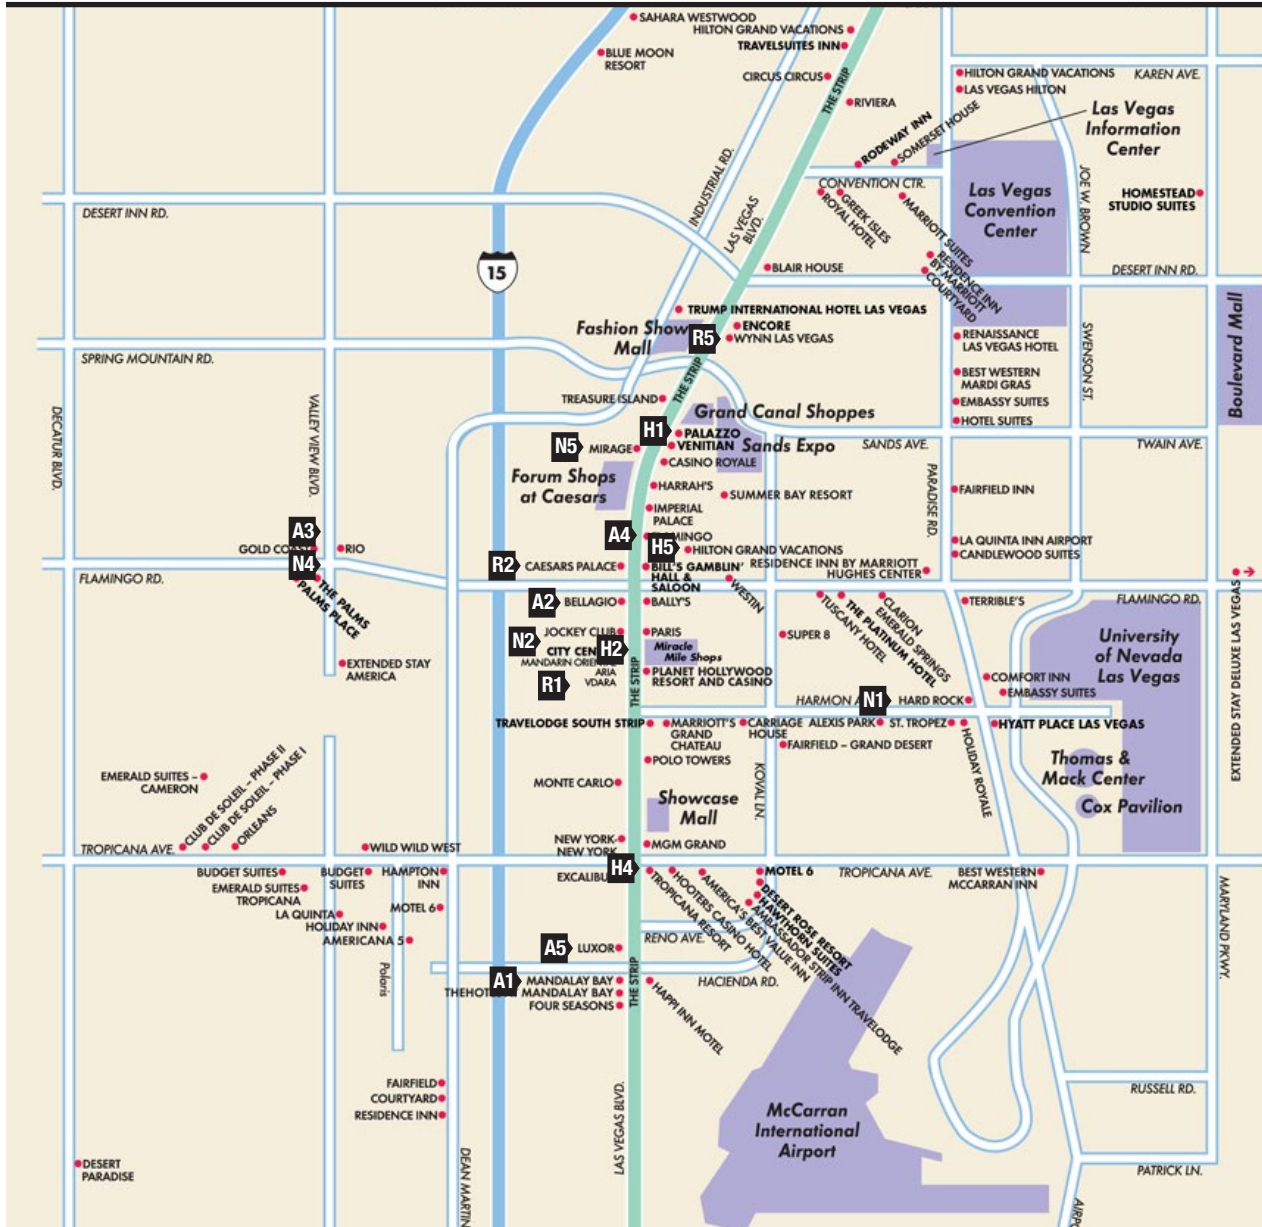 SAHARA WESTWOOD
HILTON GRAND VACATIONS
TRAVELSUITES INN
BLUE MOON
RESORT
CIRCUS CIRCUS
THE STRIP
RIVIERA
HILTON GRAND VACATIONS
KAREN AVE.
LAS VEGAS HILTON
Las Vegas
Information
Center
RODEWAY INN
SOMERSET HOUSE
INDUSTRIAL RD.
LAS VEGAS
BLVD.
CONVENTION CTR.
ROYAL HOTEL
GREEK ISLES
MARRIOTT SUITES
RESIDENCE INN
BY MARRIOTT
COURTYARD
Las Vegas
Convention
Center
JOE W. BROWN
HOMESTEAD
STUDIO SUITES
DESERT INN RD.
15
BLAIR HOUSE
DESERT INN RD.
TRUMP INTERNATIONAL HOTEL LAS VEGAS
Fashion Show
Mall
R5
ENCORE
WYNN LAS VEGAS
RENAISSANCE
LAS VEGAS HOTEL
SWENSON ST.
Boulevard Mall
SPRING MOUNTAIN RD.
THE STRIP
BEST WESTERN
MARDI GRAS
EMBASSY SUITES
HOTEL SUITES
TREASURE ISLAND
Grand Canal Shoppes
DECATUR BLVD.
VALLEY VIEW BLVD.
H1
PALAZZO
VENITIAN
Sands Expo
SANDS AVE.
TWAIN AVE.
N5
MIRAGE
CASINO ROYALE
Forum Shops
at Caesars
HARRAH'S
SUMMER BAY RESORT
PARADISE RD.
FAIRFIELD INN
IMPERIAL
PALACE
A3
A4
GOLD COAST
RIO
H5
HILTON GRAND VACATIONS
LA QUINTA INN AIRPORT
CANDLEWOOD SUITES
N4
R2
CAESARS PALACE
BILL'S GAMBLIN'
HALL &
SALOON
RESIDENCE INN BY MARRIOTT
HUGHES CENTER
FLAMINGO RD.
THE PALMS
PALMS PLACE
WESTIN
A2
BELLAGIO
BALLY'S
TUSCANY HOTEL
THE PLATINUM HOTEL
CLARION
EMERALD SPRINGS
TERRIBLE'S
FLAMINGO RD.
EXTENDED STAY DELUXE LAS VEGAS
JOCKEY CLUB
PARIS
SUPER 8
University
of Nevada
Las Vegas
N2
H2
Miracle
Mile Shops
ARIA
VDARA
R1
THE STRIP
PLANET HOLLYWOOD
RESORT AND CASINO
EXTENDED STAY
AMERICA
COMFORT INN
EMBASSY SUITES
N1
HARD ROCK
TRAVELODGE SOUTH STRIP
MARRIOTT'S
GRAND
CHATEAU
CARRIAGE
HOUSE
ALEXIS PARK
ST. TROPEZ
HYATT PLACE LAS VEGAS
HOLIDAY ROYALE
FAIRFIELD – GRAND DESERT
POLO TOWERS
KOVAL LN.
Thomas &
Mack Center
Cox Pavilion
EMERALD SUITES –
CAMERON
CLUB DE SOLEIL – PHASE II
CLUB DE SOLEIL – PHASE I
ORLEANS
MONTE CARLO
Showcase
Mall
TROPICANA AVE.
WILD WILD WEST
NEW YORK-
NEW YORK
MGM GRAND
BUDGET SUITES
EMERALD SUITES
TROPICANA
BUDGET
SUITES
HAMPTON
INN
H4
MOTEL 6
TROPICANA AVE.
BEST WESTERN
MCCARRAN INN
LA QUINTA
HOLIDAY INN
AMERICANA 5
MOTEL 6
TROPICANA RESORT
HOOTERS CASINO HOTEL
AMERICA'S BEST VALUE INN
AMBASSADOR STRIP INN TRAVELODGE
HAWTHORN SUITES
DESERT ROSE RESORT
MARYLAND PKWY.
RENO AVE.
A5
LUXOR
Polaris
THE STRIP
HACIENDA RD.
A1
MANDALAY BAY
MANDALAY BAY
FOUR SEASONS
HAPPI INN MOTEL
FAIRFIELD
COURTYARD
RESIDENCE INN
LAS VEGAS BLVD.
McCarran
International
Airport
RUSSELL RD.
DESERT
PARADISE
DEAN MARTIN
PATRICK LN.